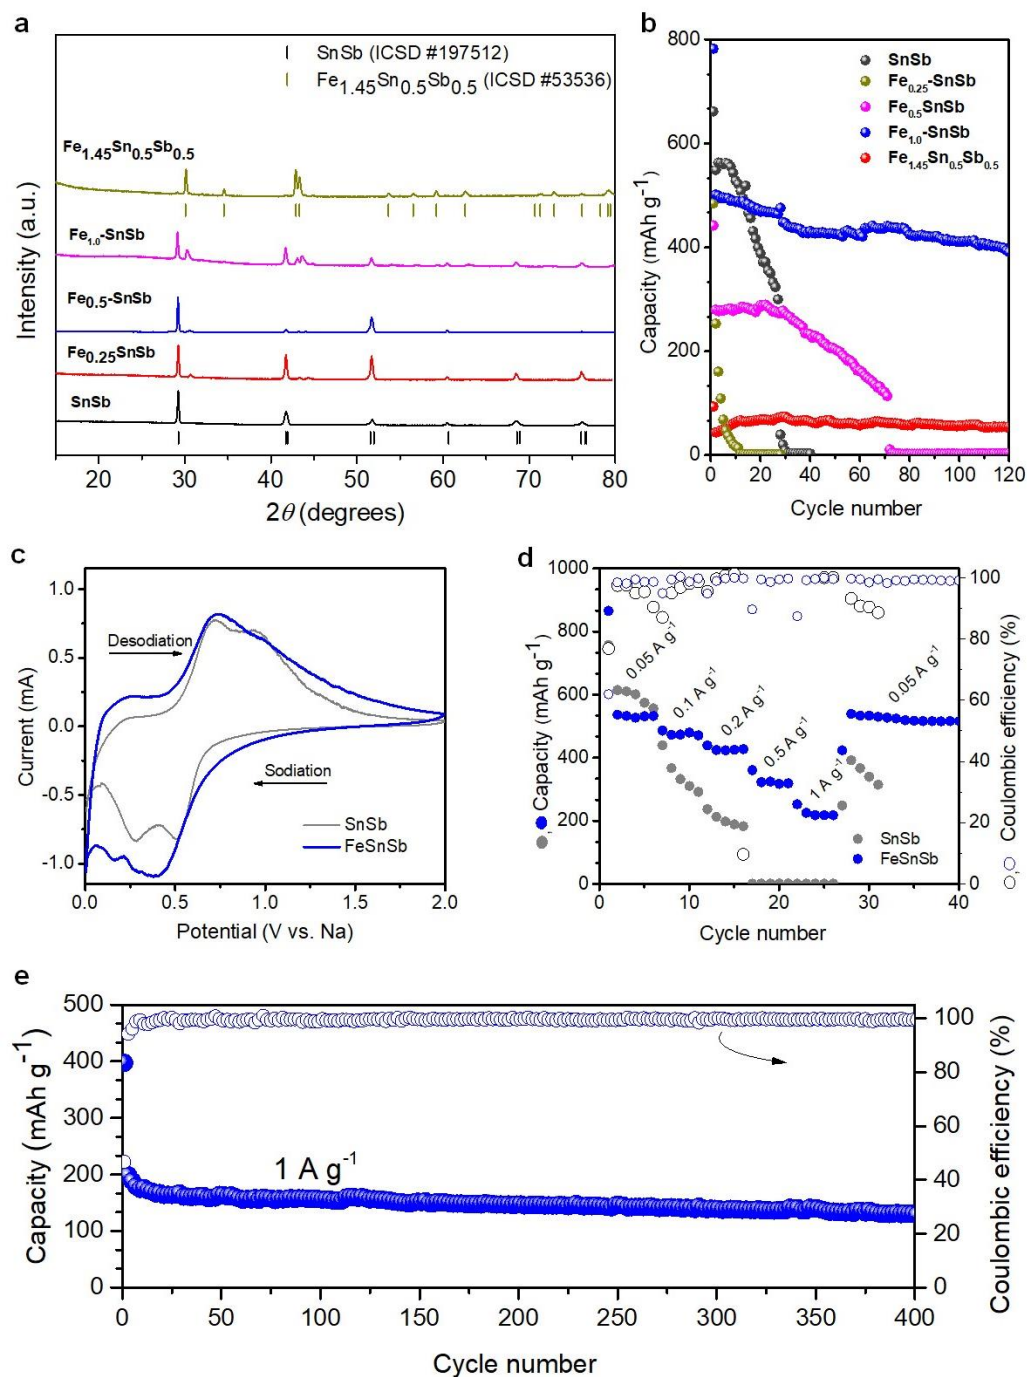 a
SnSb (ICSD #197512)
Fe1.45Sn0.5Sb0.5 (ICSD #53536)
Fe1.45Sn0.5Sb0.5
Fe1.0-SnSb
Fe0.5-SnSb
Fe0.25SnSb
SnSb
Intensity (a.u.)
20 30 40 50 60 70 80
2θ (degrees)
b
SnSb
Fe0.25-SnSb
Fe0.5SnSb
Fe1.0-SnSb
Fe1.45Sn0.5Sb0.5
Capacity (mAh g-1)
800
600
400
200
0
0 20 40 60 80 100 120
Cycle number
c
Desodiation
Sodiation
SnSb
FeSnSb
Current (mA)
1.0
0.5
0.0
-0.5
-1.0
0.0 0.5 1.0 1.5 2.0
Potential (V vs. Na)
d
0.05 A g-1
0.1 A g-1
0.2 A g-1
0.5 A g-1
1 A g-1
0.05 A g-1
SnSb
FeSnSb
, Capacity (mAh g-1)
1000
800
600
400
200
0
100
80
60
40
20
0
, Coulombic efficiency (%)
0 10 20 30 40
Cycle number
e
1 A g-1
Capacity (mAh g-1)
500
400
300
200
100
0
100
80
60
40
20
0
Coulombic efficiency (%)
0 50 100 150 200 250 300 350 400
Cycle number